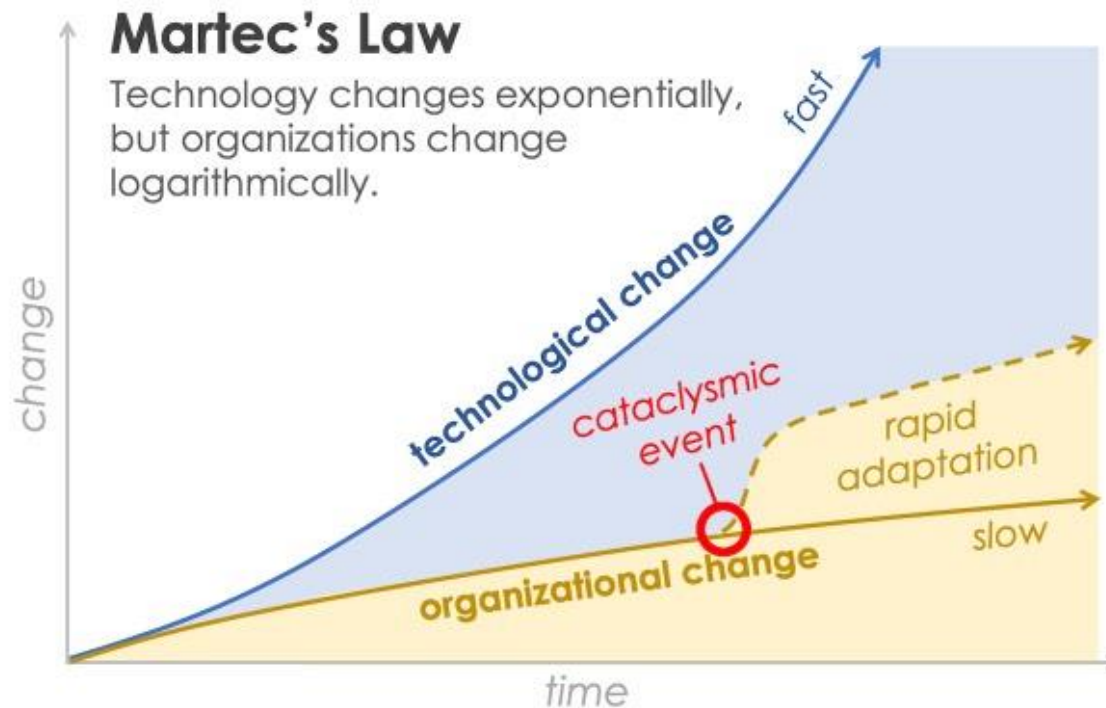 Martec's Law
Technology changes exponentially,
but organizations change
logarithmically.
fast
technological change
change
cataclysmic
event
rapid
adaptation
slow
organizational change
time